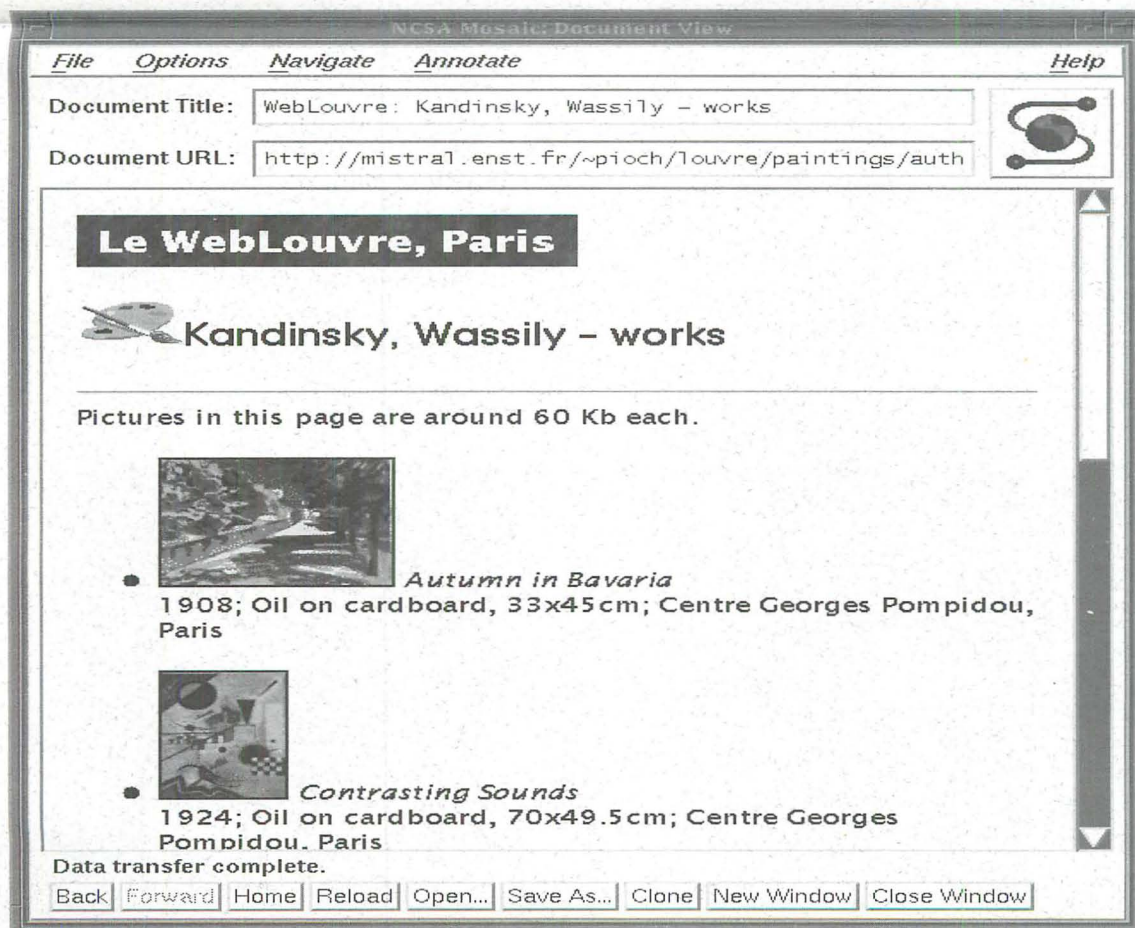 NCSA Mosaic: Document View
File Options Navigate Annotate Help
Document Title: WebLouvre: Kandinsky, Wassily – works
Document URL: http://mistral.enst.fr/~pioch/louvre/paintings/auth
Le WebLouvre, Paris
Kandinsky, Wassily – works
Pictures in this page are around 60 Kb each.
Autumn in Bavaria
1908; Oil on cardboard, 33x45cm; Centre Georges Pompidou,
Paris
Contrasting Sounds
1924; Oil on cardboard, 70x49.5cm; Centre Georges
Pompidou, Paris
Data transfer complete.
Back Forward Home Reload Open... Save As... Clone New Window Close Window